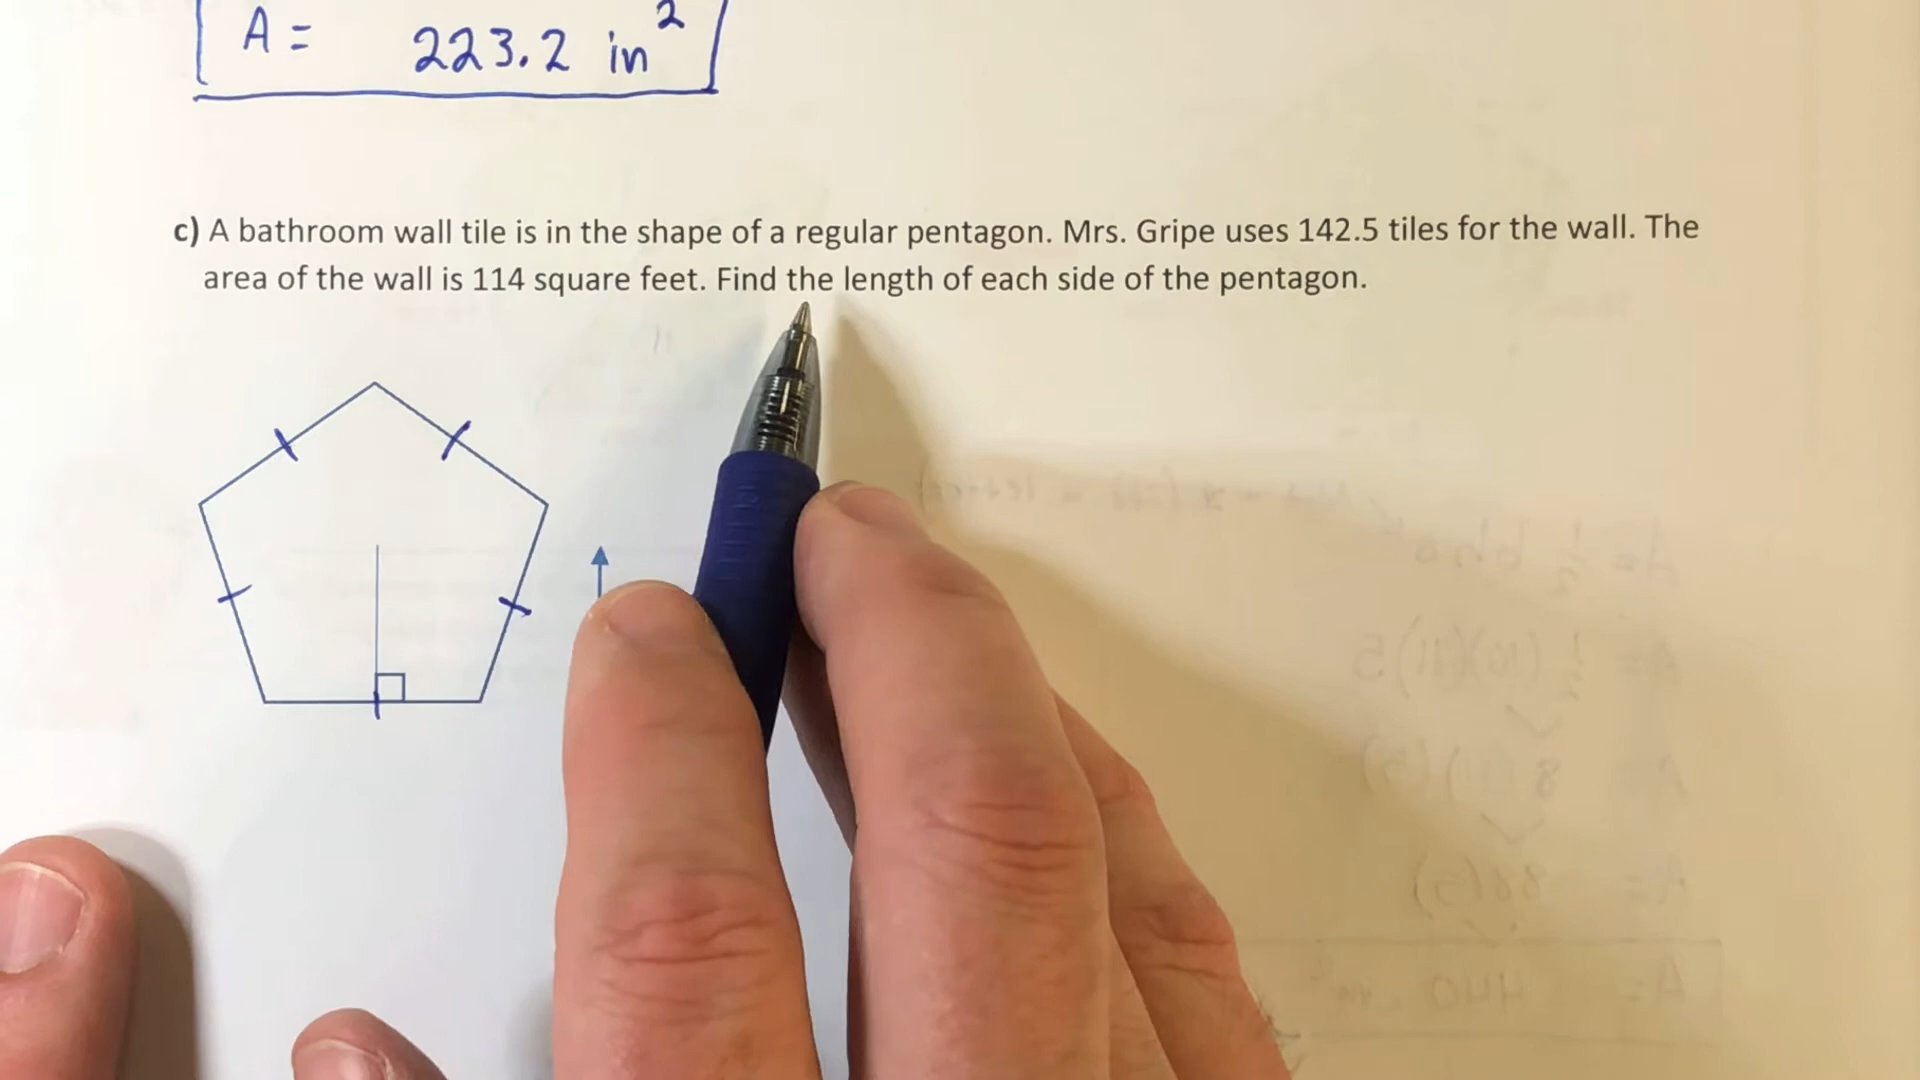 A = 223.2 in²
c) A bathroom wall tile is in the shape of a regular pentagon. Mrs. Gripe uses 142.5 tiles for the wall. The
area of the wall is 114 square feet. Find the length of each side of the pentagon.